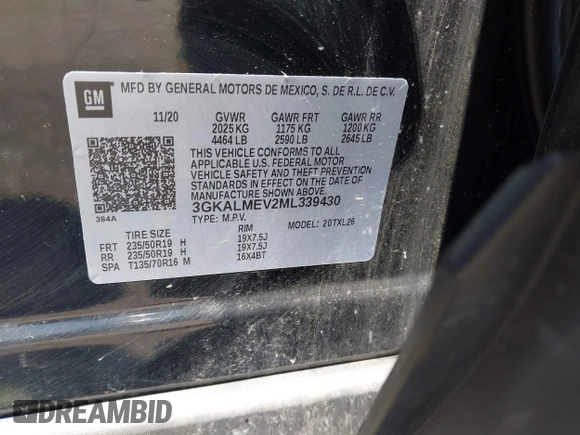 GM
MFD BY GENERAL MOTORS DE MEXICO, S. DE R.L. DE C.V.
11/20 GVWR GAWR FRT GAWR RR
2025 KG 1175 KG 1200 KG
4464 LB 2590 LB 2645 LB
THIS VEHICLE CONFORMS TO ALL
APPLICABLE U.S. FEDERAL MOTOR
VEHICLE SAFETY AND THEFT PREVENTION
STANDARDS IN EFFECT ON THE DATE OF
MANUFACTURE SHOWN ABOVE.
3GKALMEV2ML339430
384A TYPE: M.P.V. MODEL: 20TXL26
TIRE SIZE RIM
FRT 235/50R19 H 19X7.5J
RR 235/50R19 H 19X7.5J
SPA T135/70R16 M 16X4BT
DREAMBID